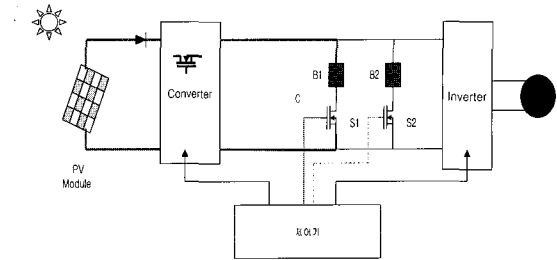 B1
B2
Converter
Inverter
C
S1
S2
PV
Module
제어기